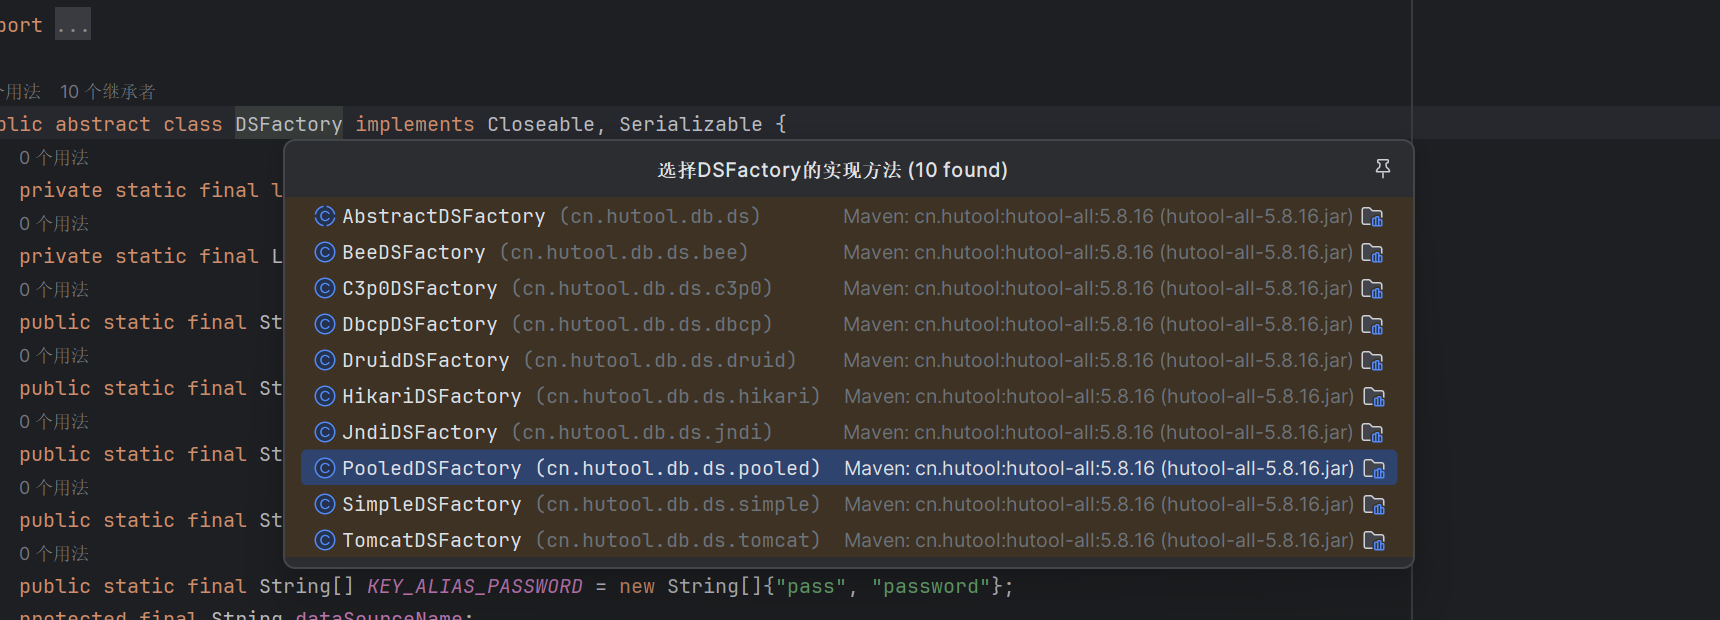 port ...
个用法 10 个继承者
blic abstract class DSFactory implements Closeable, Serializable {
0 个用法
private static final l
0 个用法
private static final L
0 个用法
public static final St
0 个用法
public static final St
0 个用法
public static final St
0 个用法
public static final St
0 个用法
public static final String[] KEY_ALIAS_PASSWORD = new String[]{"pass", "password"};
protected final String dataSourceName;
选择DSFactory的实现方法 (10 found)
AbstractDSFactory (cn.hutool.db.ds) Maven: cn.hutool:hutool-all:5.8.16 (hutool-all-5.8.16.jar)
BeeDSFactory (cn.hutool.db.ds.bee) Maven: cn.hutool:hutool-all:5.8.16 (hutool-all-5.8.16.jar)
C3p0DSFactory (cn.hutool.db.ds.c3p0) Maven: cn.hutool:hutool-all:5.8.16 (hutool-all-5.8.16.jar)
DbcpDSFactory (cn.hutool.db.ds.dbcp) Maven: cn.hutool:hutool-all:5.8.16 (hutool-all-5.8.16.jar)
DruidDSFactory (cn.hutool.db.ds.druid) Maven: cn.hutool:hutool-all:5.8.16 (hutool-all-5.8.16.jar)
HikariDSFactory (cn.hutool.db.ds.hikari) Maven: cn.hutool:hutool-all:5.8.16 (hutool-all-5.8.16.jar)
JndiDSFactory (cn.hutool.db.ds.jndi) Maven: cn.hutool:hutool-all:5.8.16 (hutool-all-5.8.16.jar)
PooledDSFactory (cn.hutool.db.ds.pooled) Maven: cn.hutool:hutool-all:5.8.16 (hutool-all-5.8.16.jar)
SimpleDSFactory (cn.hutool.db.ds.simple) Maven: cn.hutool:hutool-all:5.8.16 (hutool-all-5.8.16.jar)
TomcatDSFactory (cn.hutool.db.ds.tomcat) Maven: cn.hutool:hutool-all:5.8.16 (hutool-all-5.8.16.jar)